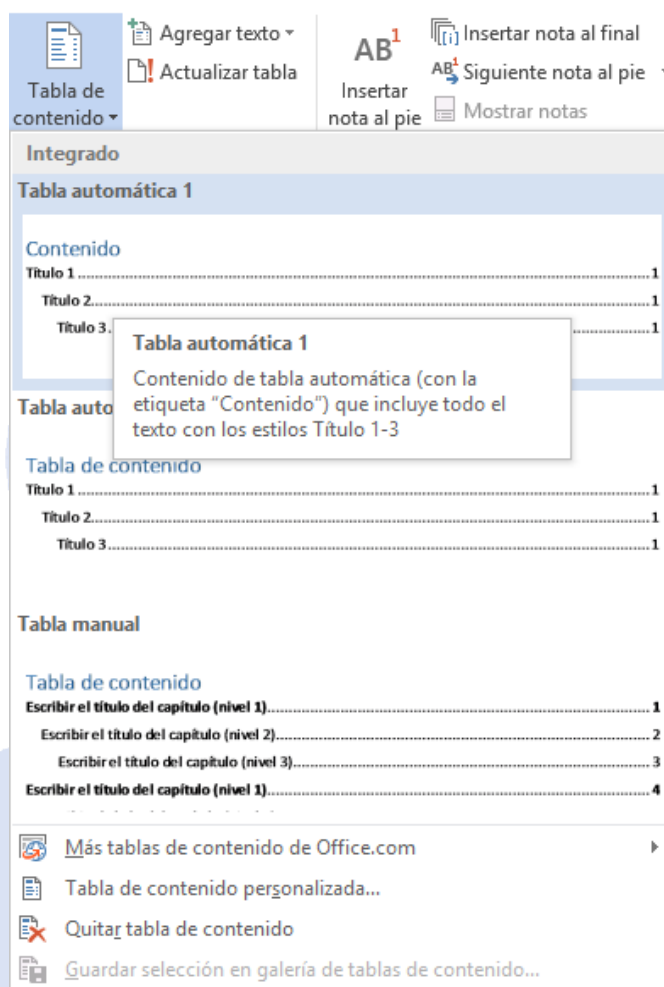 Tabla de contenido
Agregar texto
Actualizar tabla
AB1
Insertar nota al pie
[i] Insertar nota al final
AB1 Siguiente nota al pie
Mostrar notas
Integrado
Tabla automática 1
Contenido
Título 1 1
Título 2 1
Título 3 1
Tabla automática 1
Contenido de tabla automática (con la
etiqueta “Contenido”) que incluye todo el
texto con los estilos Título 1-3
Tabla auto
Tabla de contenido
Título 1 1
Título 2 1
Título 3 1
Tabla manual
Tabla de contenido
Escribir el título del capítulo (nivel 1) 1
Escribir el título del capítulo (nivel 2) 2
Escribir el título del capítulo (nivel 3) 3
Escribir el título del capítulo (nivel 1) 4
Más tablas de contenido de Office.com
Tabla de contenido personalizada...
Quitar tabla de contenido
Guardar selección en galería de tablas de contenido...